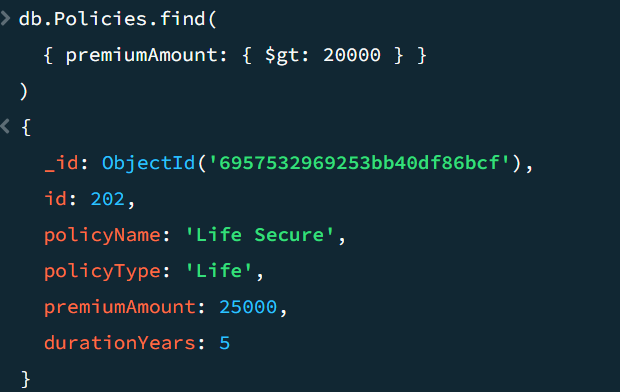 > db.Policies.find(
{ premiumAmount: { $gt: 20000 } }
)
< {
_id: ObjectId('6957532969253bb40df86bcf'),
id: 202,
policyName: 'Life Secure',
policyType: 'Life',
premiumAmount: 25000,
durationYears: 5
}